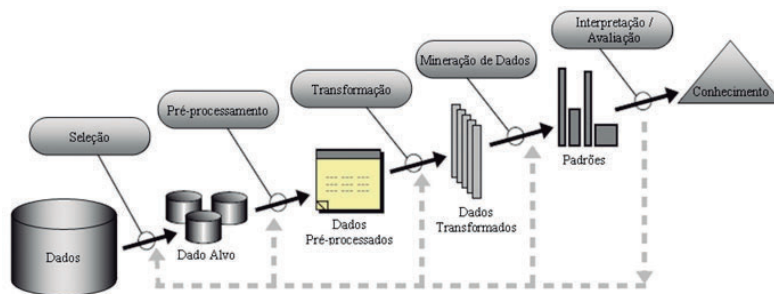 Interpretação /
Avaliação
Mineração de Dados
Transformação
Pré-processamento
Seleção
Conhecimento
Padrões
Dados
Transformados
Dados
Pré-processados
Dado Alvo
Dados